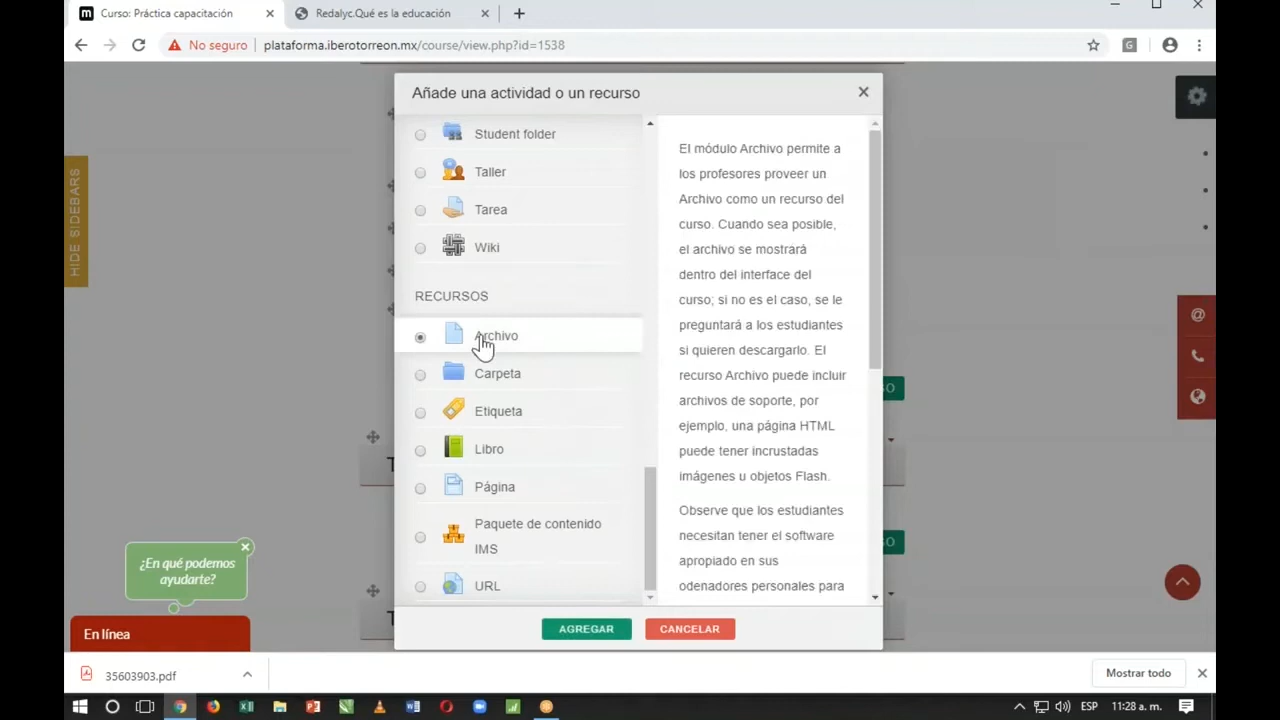 Curso: Práctica capacitación
Redalyc.Qué es la educación
No seguro
plataforma.iberotorreon.mx/course/view.php?id=1538
G
Añade una actividad o un recurso
HIDE SIDEBARS
Student folder
Taller
Tarea
Wiki
RECURSOS
Archivo
Carpeta
Etiqueta
Libro
Página
Paquete de contenido
IMS
URL
El módulo Archivo permite a
los profesores proveer un
Archivo como un recurso del
curso. Cuando sea posible,
el archivo se mostrará
dentro del interface del
curso; si no es el caso, se le
preguntará a los estudiantes
si quieren descargarlo. El
recurso Archivo puede incluir
archivos de soporte, por
ejemplo, una página HTML
puede tener incrustadas
imágenes u objetos Flash.
Observe que los estudiantes
necesitan tener el software
apropiado en sus
odenadores personales para
AGREGAR
CANCELAR
¿En qué podemos
ayudarte?
En línea
35603903.pdf
Mostrar todo
ESP
11:28 a. m.